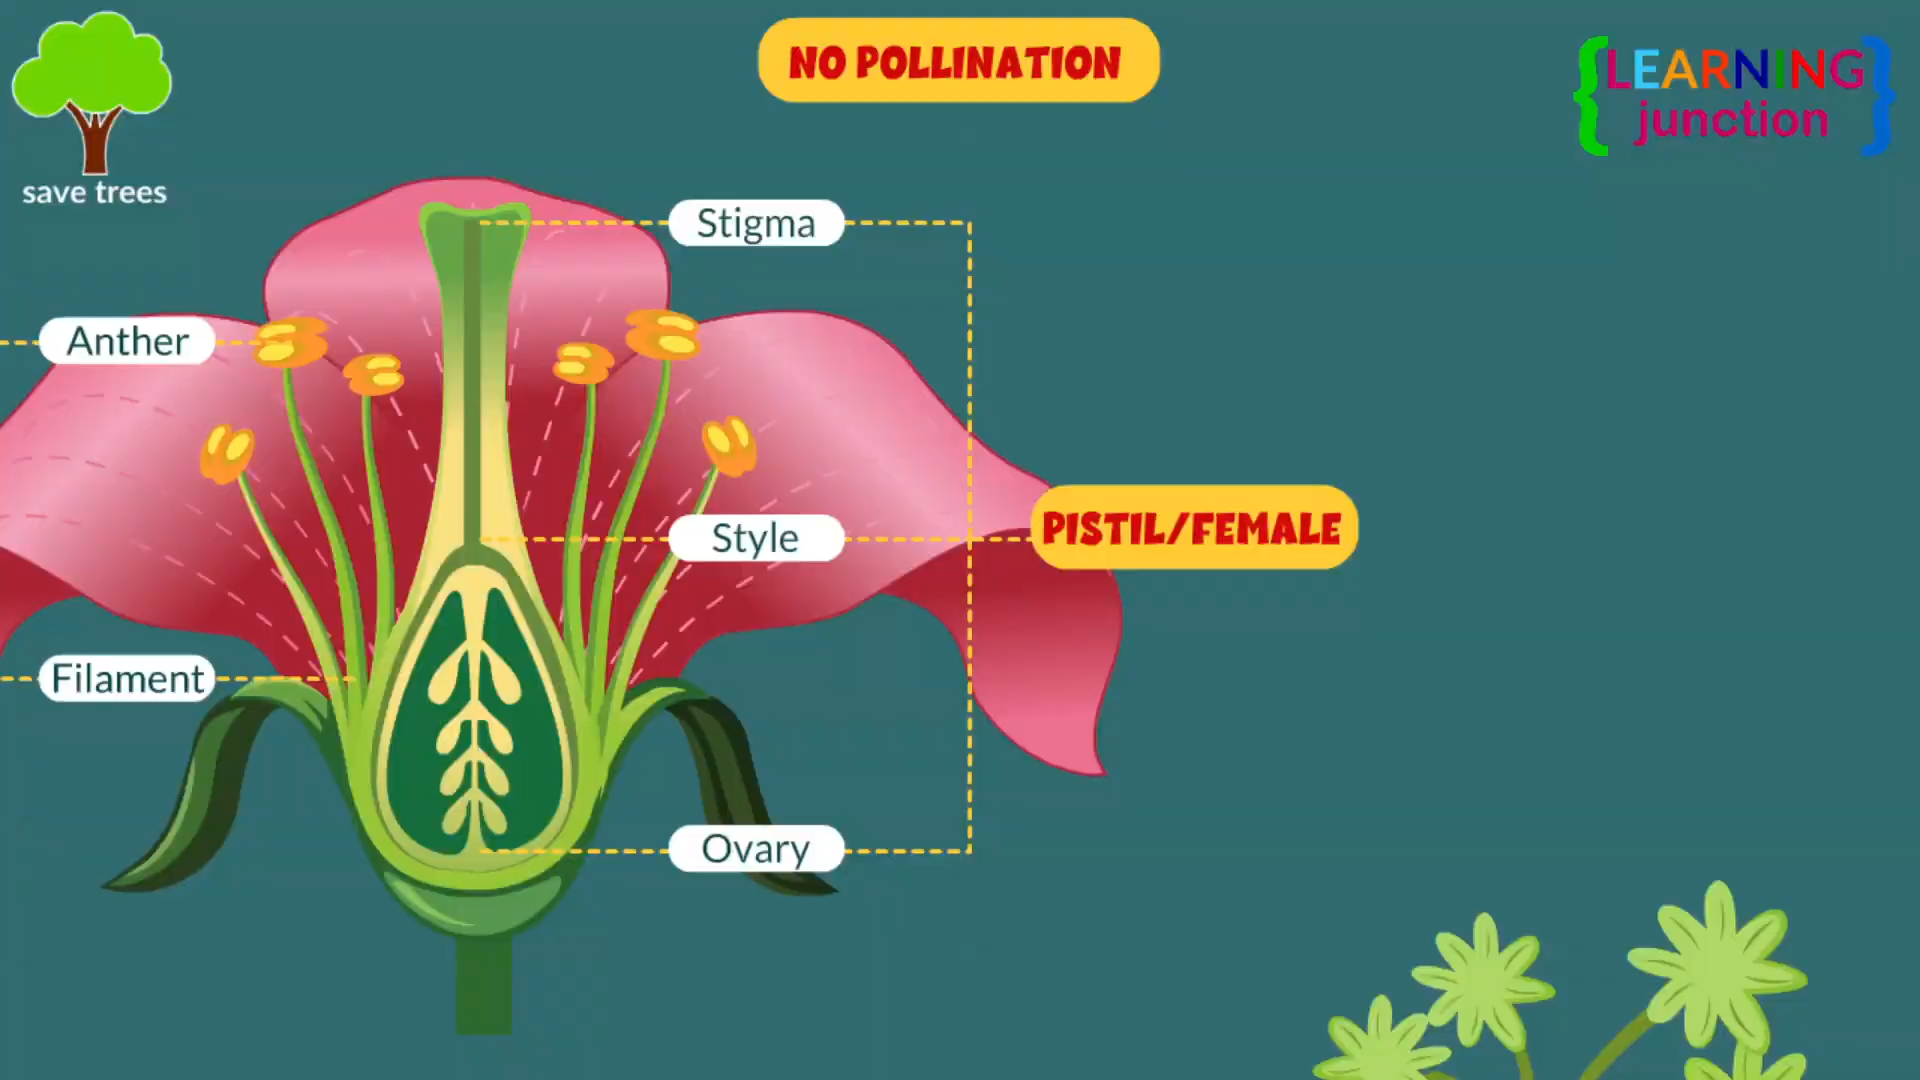 NO POLLINATION
LEARNING
junction
save trees
Stigma
Anther
PISTIL/FEMALE
Style
Filament
Ovary